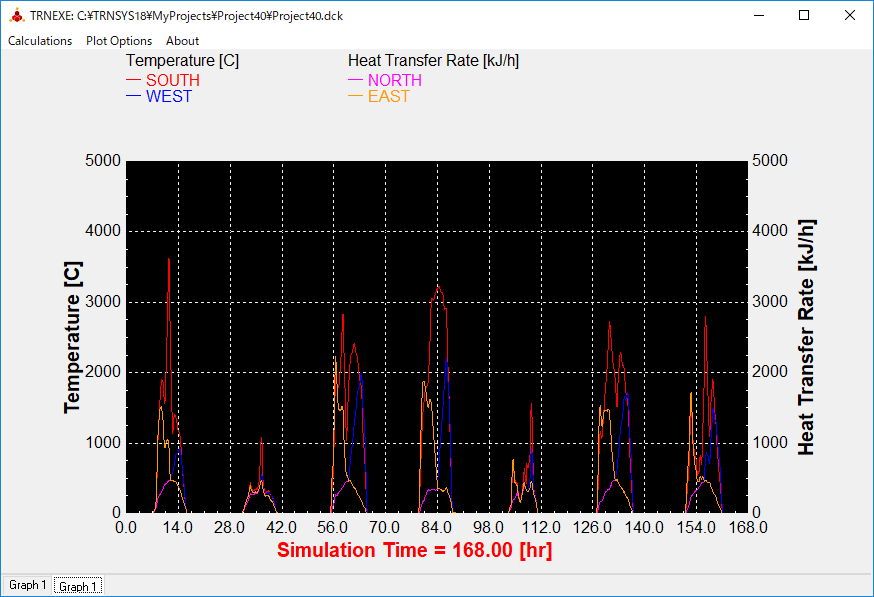 TRNEXE: C:¥TRNSYS18¥MyProjects¥Project40¥Project40.dck
Calculations Plot Options About
Temperature [C] Heat Transfer Rate [kJ/h]
SOUTH NORTH
WEST EAST
5000 5000
4000 4000
3000 3000
2000 2000
1000 1000
0 0
Temperature [C]
Heat Transfer Rate [kJ/h]
0.0 14.0 28.0 42.0 56.0 70.0 84.0 98.0 112.0 126.0 140.0 154.0 168.0
Simulation Time = 168.00 [hr]
Graph 1 Graph 1